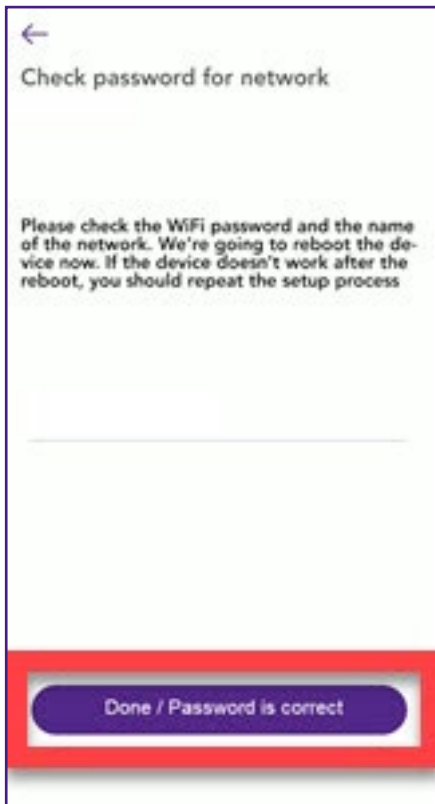 Check password for network
Please check the WiFi password and the name
of the network. We're going to reboot the de-
vice now. If the device doesn't work after the
reboot, you should repeat the setup process
Done / Password is correct